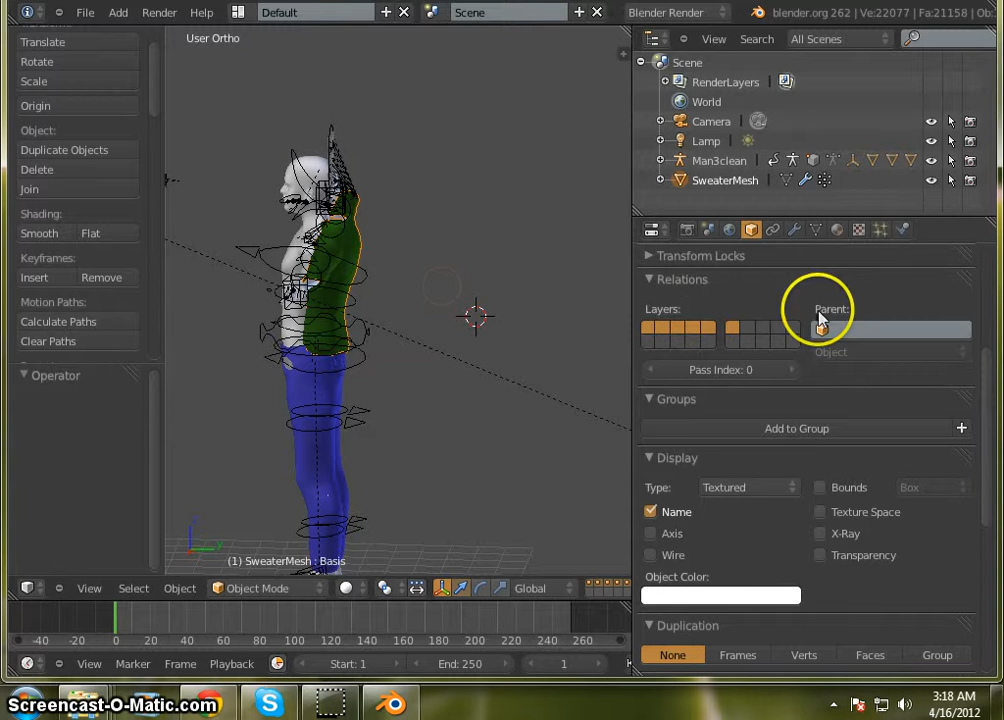 File Add Render Help Default Scene Blender Render blender.org 262 | Ve:22077 | Fa:21158 | Ob:
Translate
Rotate
Scale
Origin
Object:
Duplicate Objects
Delete
Join
Shading:
Smooth Flat
Keyframes:
Insert Remove
Motion Paths:
Calculate Paths
Clear Paths
Operator
User Ortho
z
y
(1) SweaterMesh : Basis
View Select Object Object Mode Global
-40 -20 0 20 40 60 80 100 120 140 160 180 200 220 240 260
View Marker Frame Playback Start: 1 End: 250 1
View Search All Scenes
Scene
RenderLayers
World
Camera
Lamp
Man3clean
SweaterMesh
Transform Locks
Relations
Layers: Parent:
Object
Pass Index: 0
Groups
Add to Group
Display
Type: Textured Bounds Box
Name Texture Space
Axis X-Ray
Wire Transparency
Object Color:
Duplication
None Frames Verts Faces Group
Screencast-O-Matic.com
3:18 AM
4/16/2012